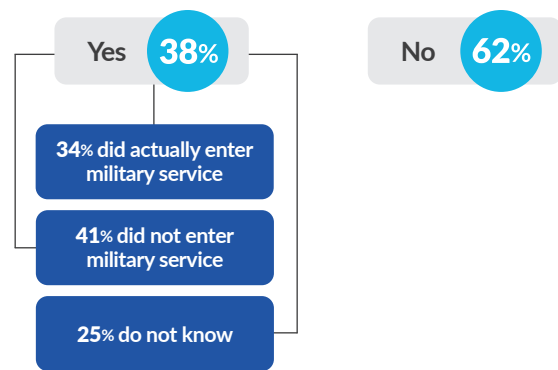 Yes 38%
No 62%
34% did actually enter
military service
41% did not enter
military service
25% do not know